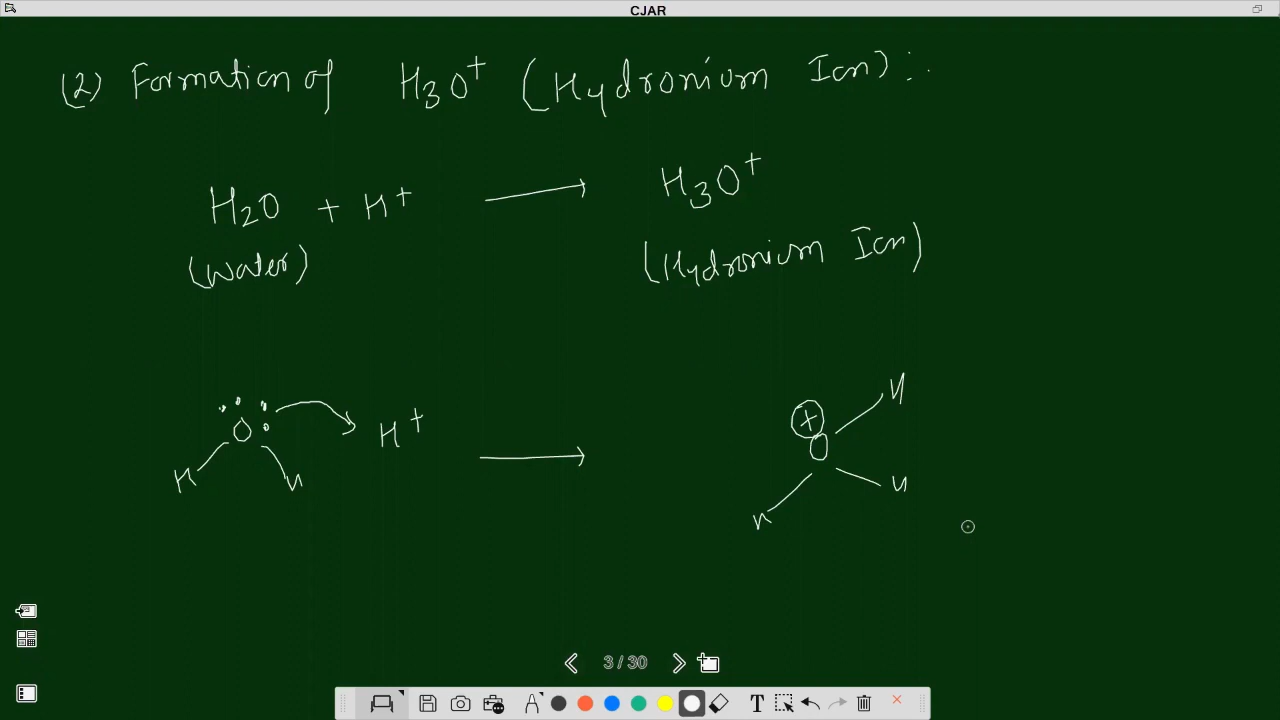 CJAR
(2) Formation of H3O+ (Hydronium Ion) :-
H2O + H+ ⟶ H3O+
(Water) (Hydronium Ion)
O H+ ⟶ + O H
H H H H
3 / 30
T